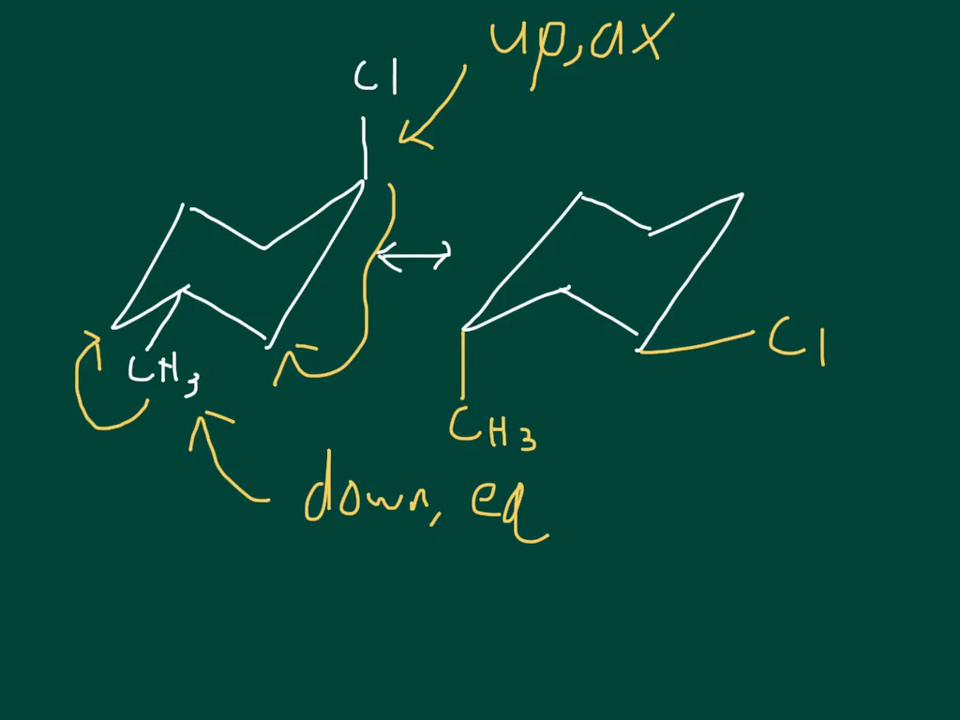 up, ax
Cl
Cl
CH3
CH3
down, eq